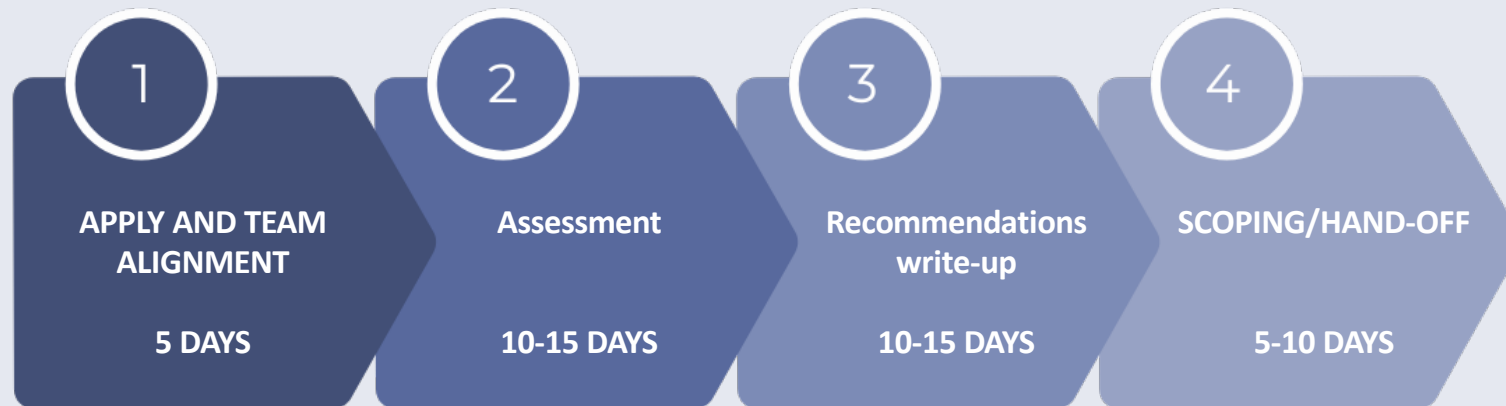 1
APPLY AND TEAM
ALIGNMENT
5 DAYS
2
Assessment
10-15 DAYS
3
Recommendations
write-up
10-15 DAYS
4
SCOPING/HAND-OFF
5-10 DAYS